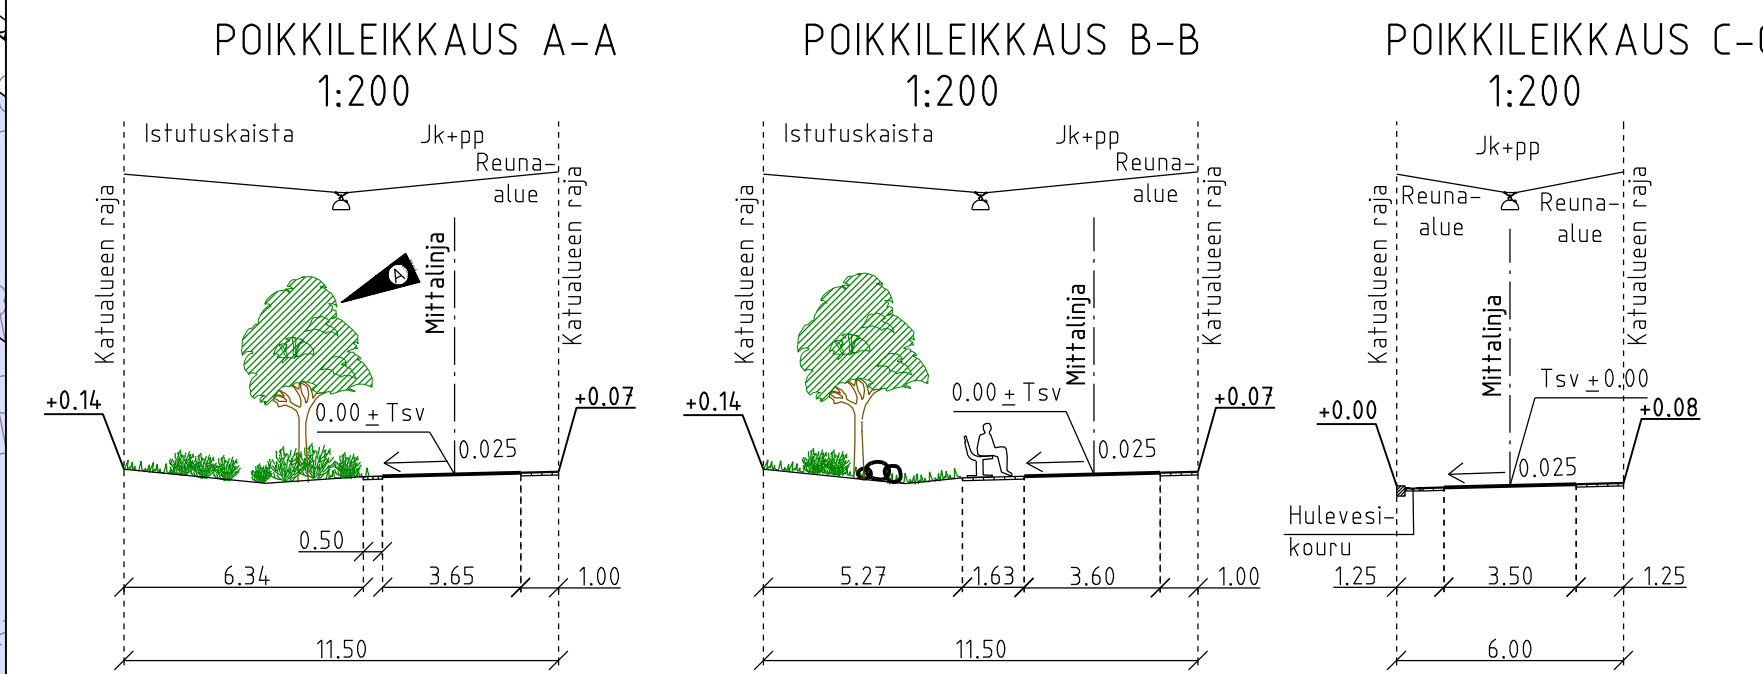 POIKKILEIKKAUS A-A
1:200
Istutuskaista
Jk+pp
Reuna-
alue
Katualueen raja
Mittalinja
Katualueen raja
A
+0.14
0.00 ± Tsv
0.025
+0.07
0.50
6.34
3.65
1.00
11.50
POIKKILEIKKAUS B-B
1:200
Istutuskaista
Jk+pp
Reuna-
alue
Katualueen raja
Mittalinja
Katualueen raja
+0.14
0.00 ± Tsv
0.025
+0.07
5.27
1.63
3.60
1.00
11.50
POIKKILEIKKAUS C-
1:200
Jk+pp
Reuna-
alue
Reuna-
alue
Katualueen raja
Mittalinja
Katualueen raja
+0.00
Tsv ±0.00
0.025
+0.08
Hulevesi-
kouru
1.25
3.50
1.25
6.00